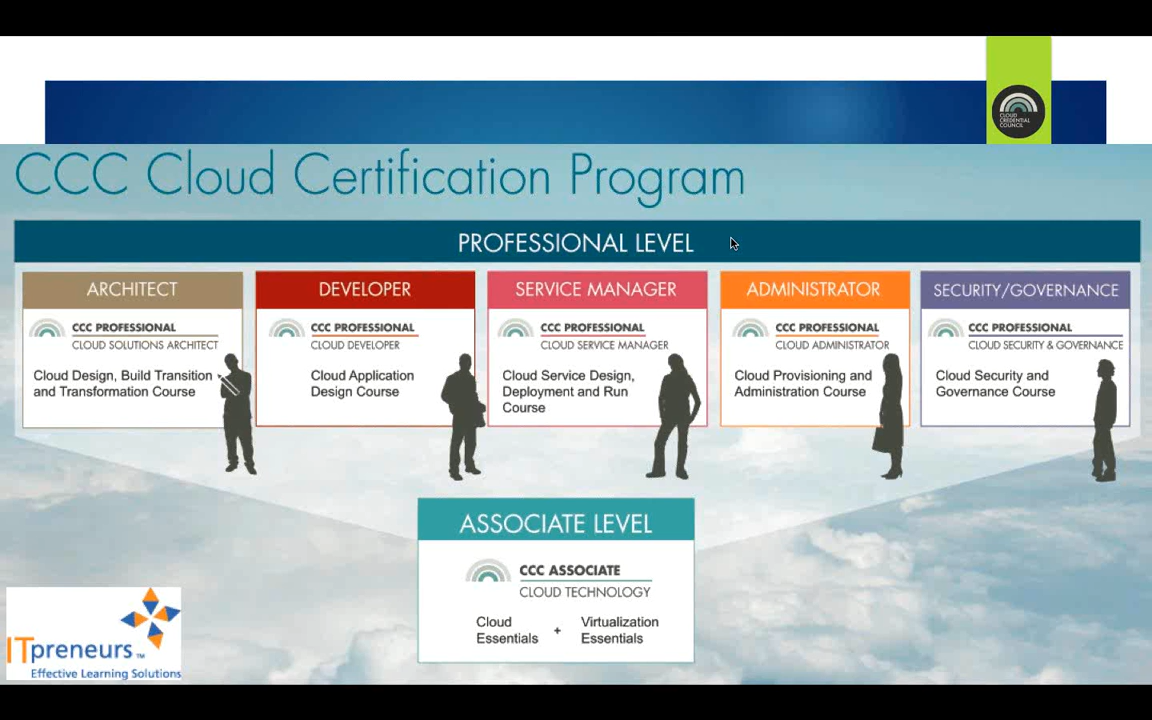 CLOUD
CREDENTIAL
COUNCIL
CCC Cloud Certification Program
PROFESSIONAL LEVEL
ARCHITECT
CCC PROFESSIONAL
CLOUD SOLUTIONS ARCHITECT
Cloud Design, Build Transition
and Transformation Course
DEVELOPER
CCC PROFESSIONAL
CLOUD DEVELOPER
Cloud Application
Design Course
SERVICE MANAGER
CCC PROFESSIONAL
CLOUD SERVICE MANAGER
Cloud Service Design,
Deployment and Run
Course
ADMINISTRATOR
CCC PROFESSIONAL
CLOUD ADMINISTRATOR
Cloud Provisioning and
Administration Course
SECURITY/GOVERNANCE
CCC PROFESSIONAL
CLOUD SECURITY & GOVERNANCE
Cloud Security and
Governance Course
ASSOCIATE LEVEL
CCC ASSOCIATE
CLOUD TECHNOLOGY
Cloud
Essentials
+
Virtualization
Essentials
ITpreneurs™
Effective Learning Solutions